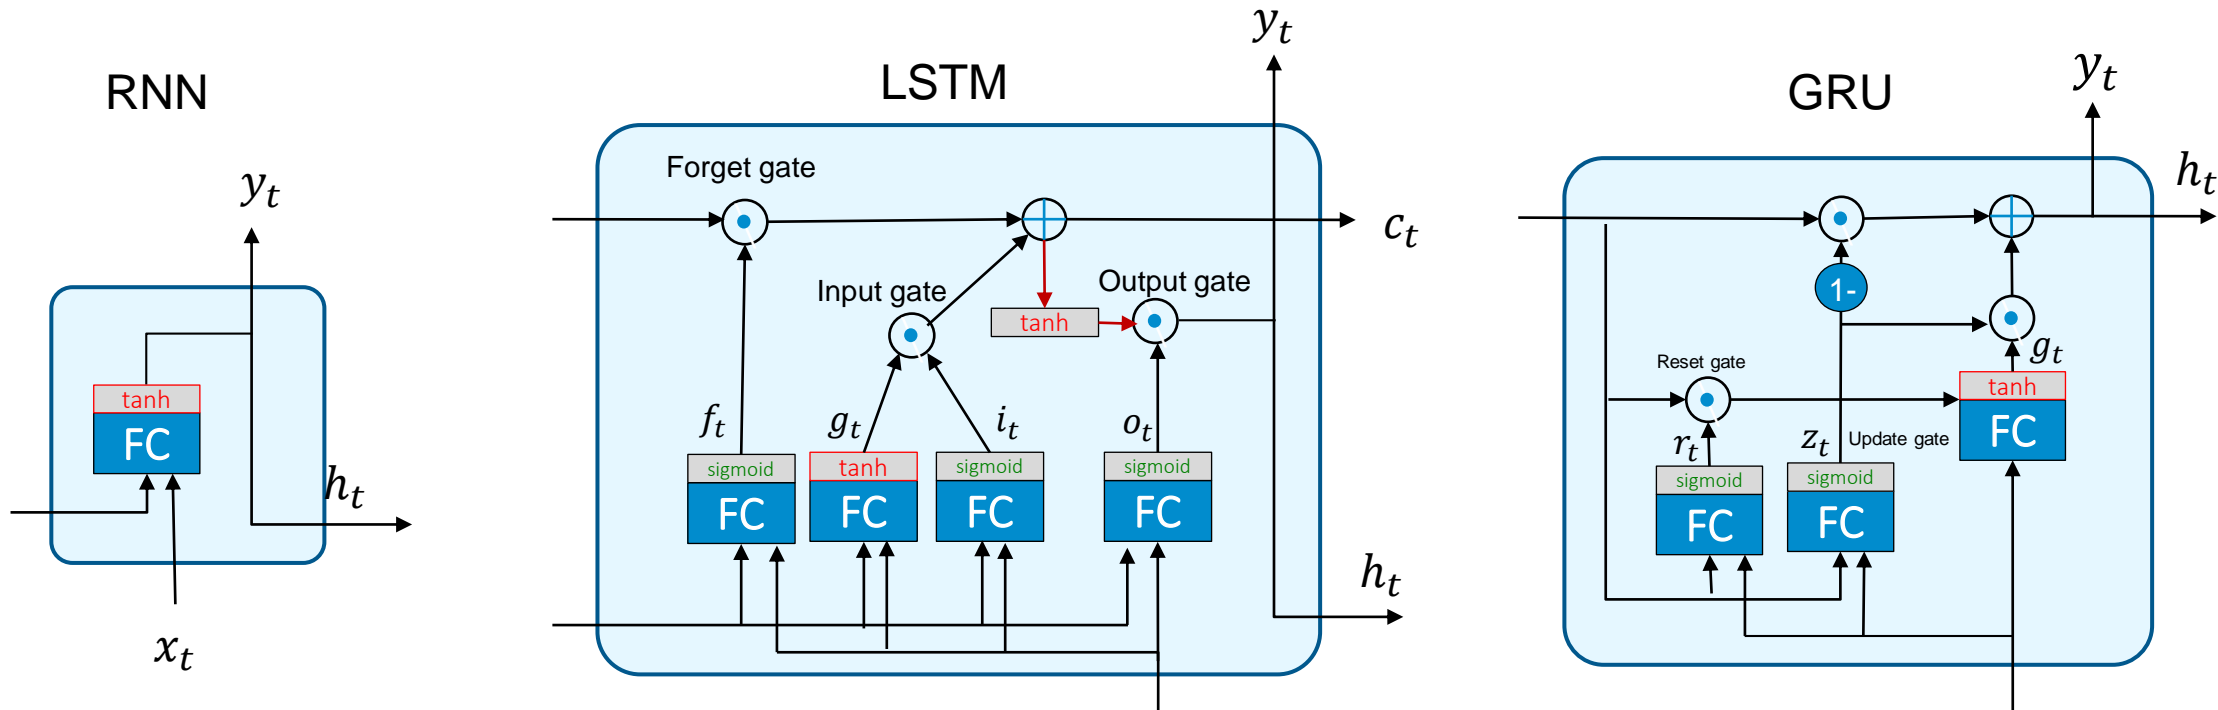 RNN
y_t
tanh
FC
h_t
x_t
LSTM
y_t
Forget gate
c_t
Input gate
Output gate
tanh
f_t
g_t
i_t
o_t
sigmoid
tanh
sigmoid
sigmoid
FC
FC
FC
FC
h_t
GRU
y_t
h_t
1-
Reset gate
g_t
tanh
FC
r_t
z_t
Update gate
sigmoid
sigmoid
FC
FC